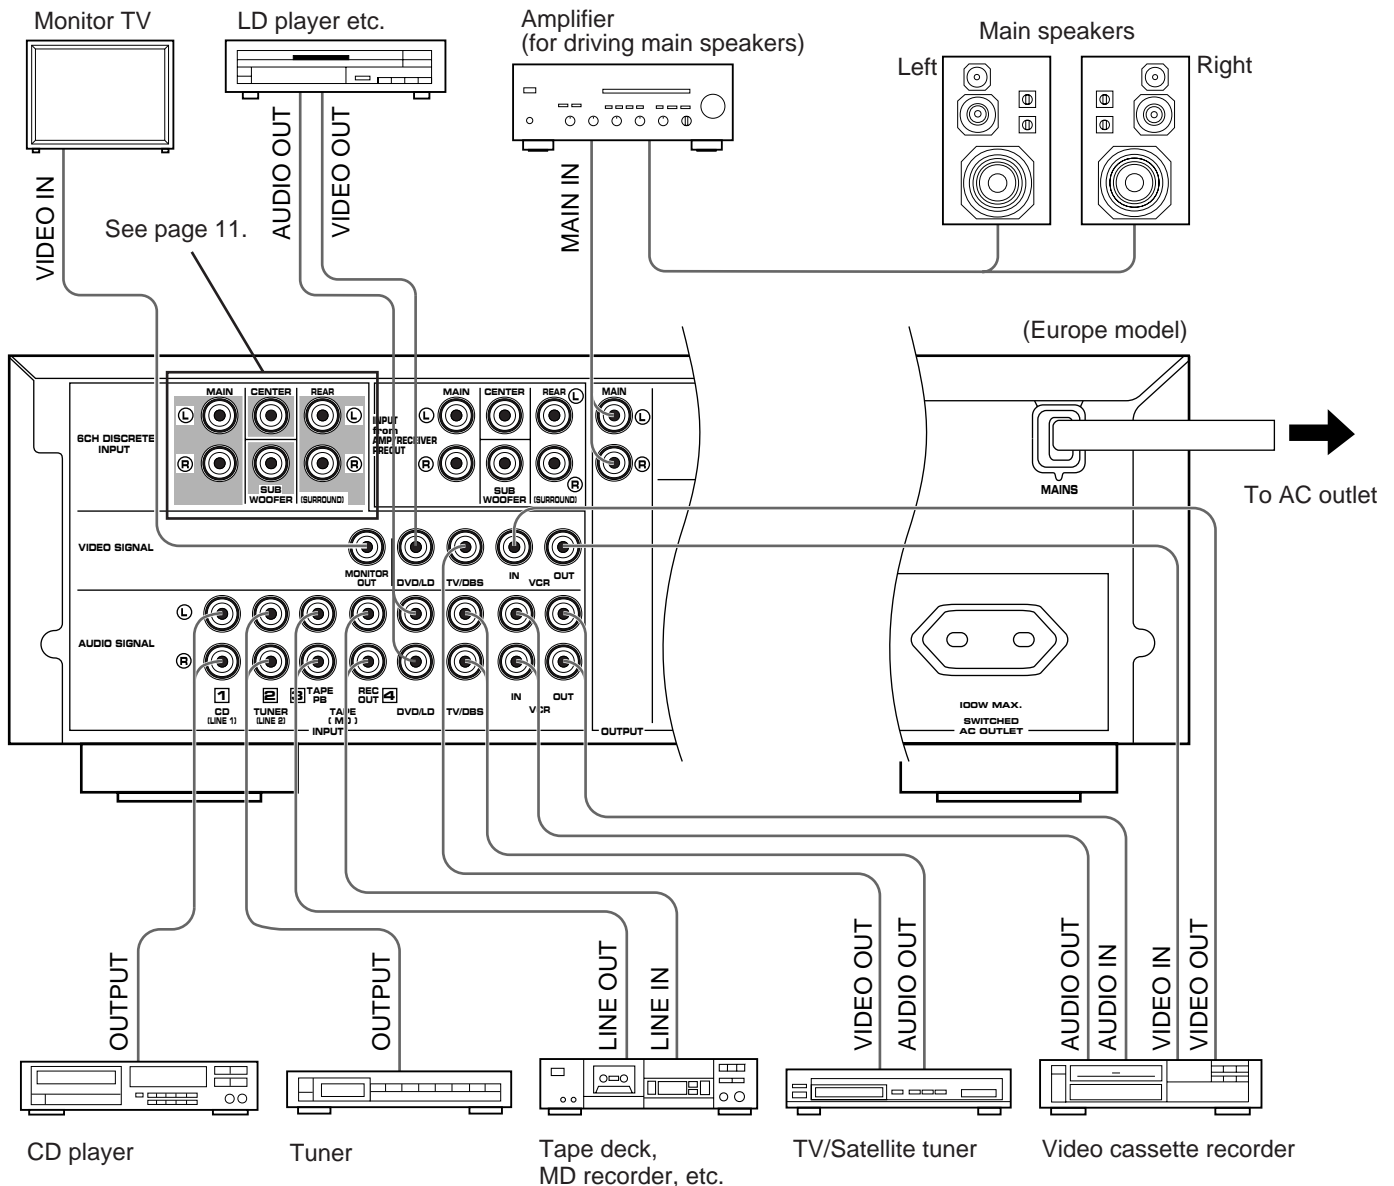 Monitor TV
LD player etc.
Amplifier
(for driving main speakers)
Main speakers
Left
Right
VIDEO IN
AUDIO OUT
VIDEO OUT
MAIN IN
See page 11.
(Europe model)
MAIN
CENTER
REAR
MAIN
CENTER
REAR
L
MAIN
L
L
L
L
6CH DISCRETE
INPUT
INPUT
from
AMP/RECEIVER
PREOUT
R
R
R
R
R
SUB
WOOFER
(SURROUND)
SUB
WOOFER
(SURROUND)
MAINS
To AC outlet
VIDEO SIGNAL
MONITOR
OUT
DVD/LD
TV/DBS
IN
VCR
OUT
L
AUDIO SIGNAL
R
1
CD
(LINE 1)
2
TUNER
(LINE 2)
3
TAPE
PB
REC
OUT
4
TAPE
( MD )
DVD/LD
TV/DBS
IN
VCR
OUT
INPUT
OUTPUT
100W MAX.
SWITCHED
AC OUTLET
OUTPUT
OUTPUT
LINE OUT
LINE IN
VIDEO OUT
AUDIO OUT
AUDIO OUT
AUDIO IN
VIDEO IN
VIDEO OUT
CD player
Tuner
Tape deck,
MD recorder, etc.
TV/Satellite tuner
Video cassette recorder